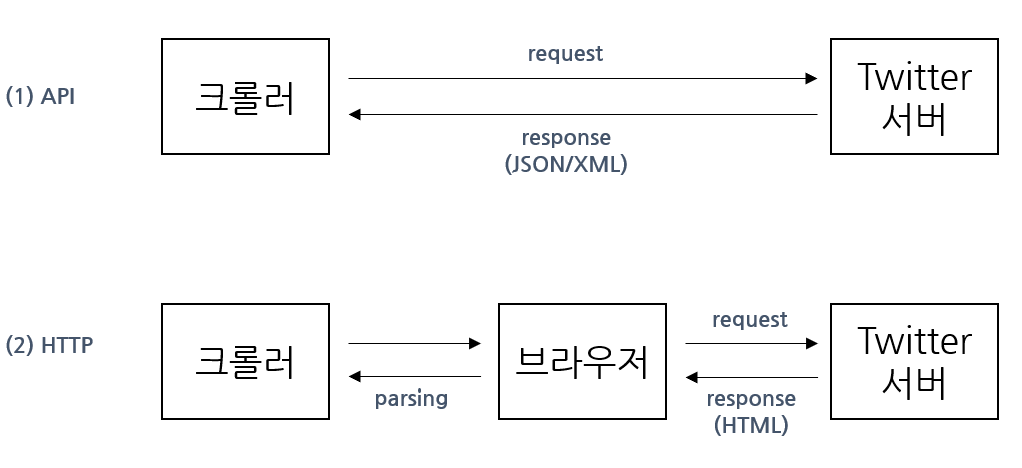 request
(1) API
크롤러
Twitter
서버
response
(JSON/XML)
(2) HTTP
크롤러
parsing
브라우저
request
response
(HTML)
Twitter
서버